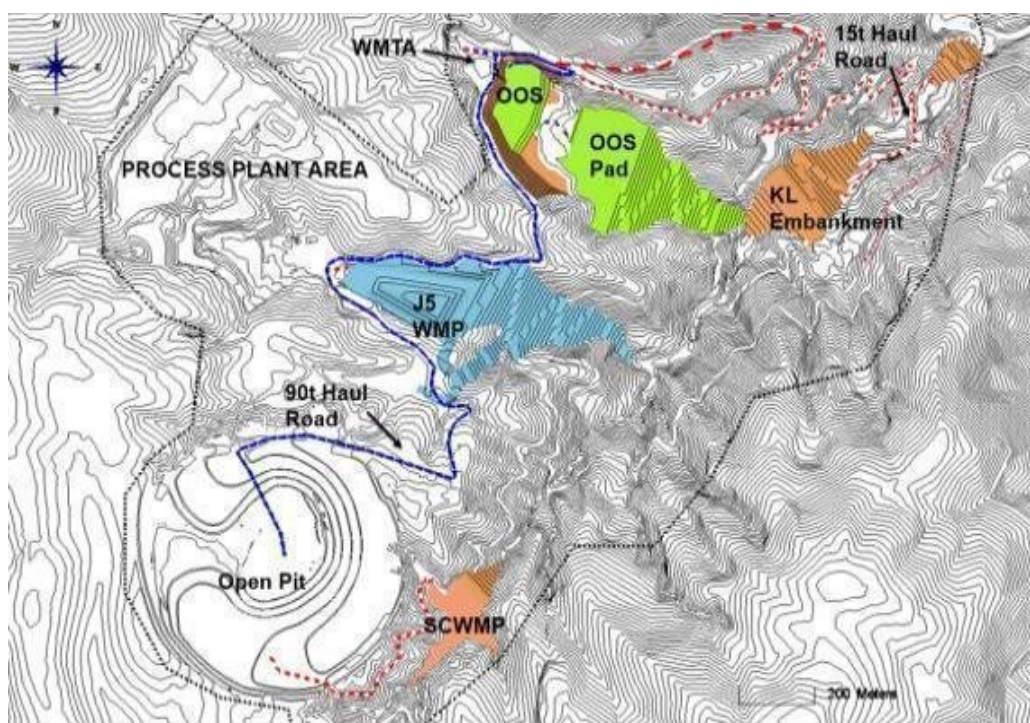 N
W
E
S
WMTA
15t Haul
Road
OOS
OOS
Pad
PROCESS PLANT AREA
KL
Embankment
J5
WMP
90t Haul
Road
Open Pit
SCWMP
200 Meters